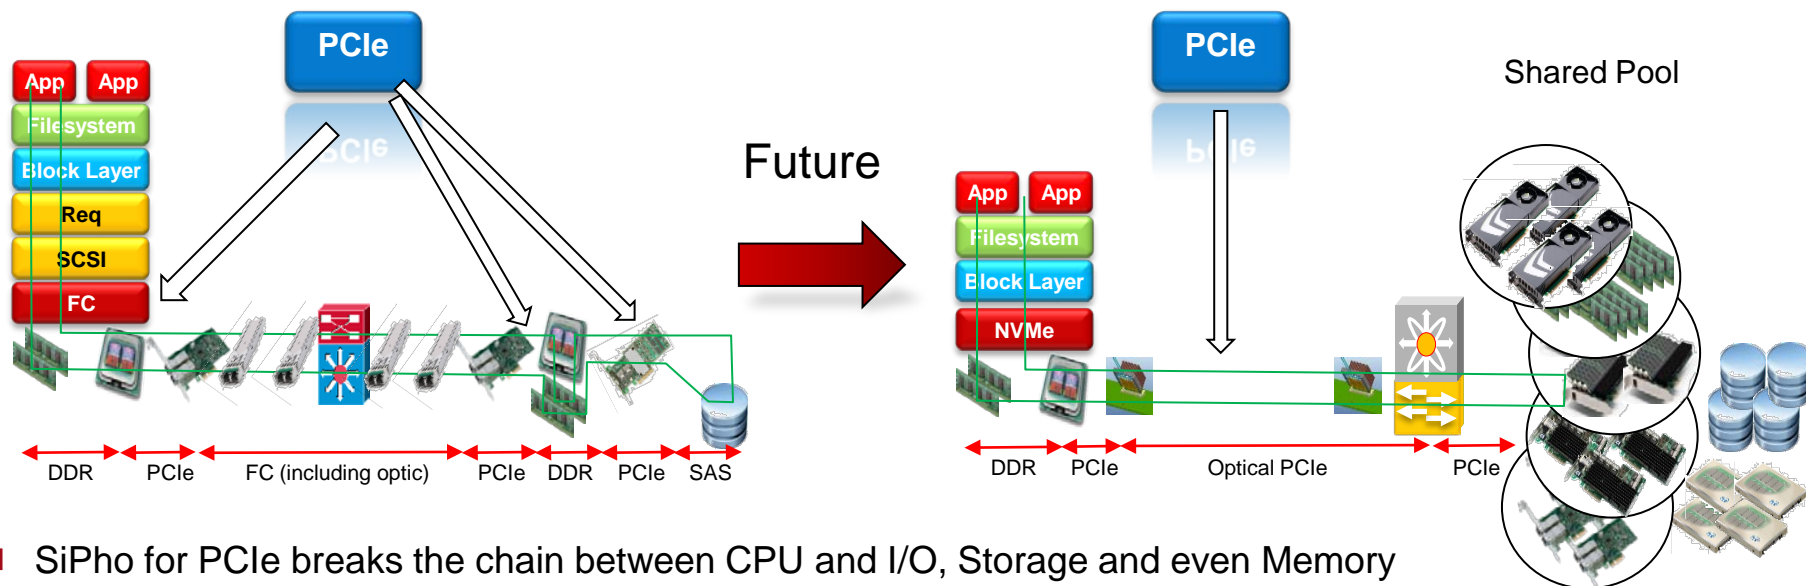 PCIe
App App
Filesystem
Block Layer
Req
SCSI
FC
DDR PCIe FC (including optic) PCIe DDR PCIe SAS
Future
PCIe
Shared Pool
App App
Filesystem
Block Layer
NVMe
DDR PCIe Optical PCIe PCIe
SiPho for PCIe breaks the chain between CPU and I/O, Storage and even Memory